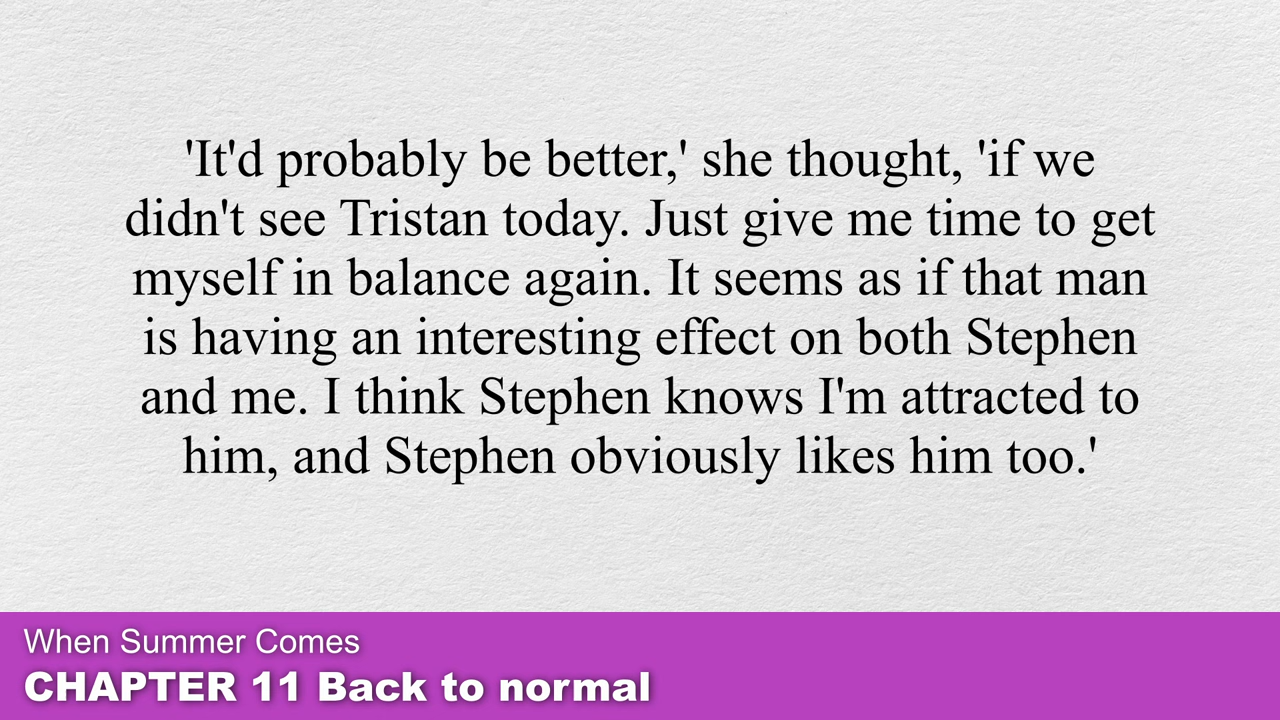 'It'd probably be better,' she thought, 'if we
didn't see Tristan today. Just give me time to get
myself in balance again. It seems as if that man
is having an interesting effect on both Stephen
and me. I think Stephen knows I'm attracted to
him, and Stephen obviously likes him too.'
When Summer Comes
CHAPTER 11 Back to normal